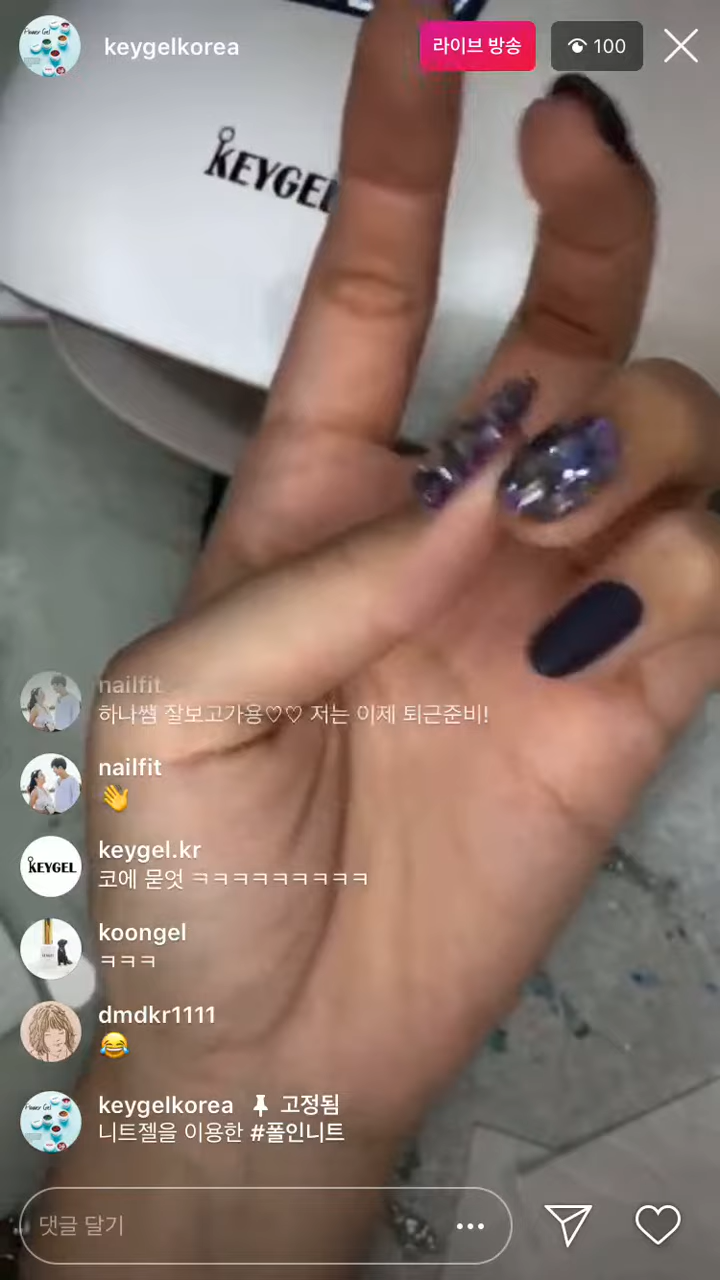 keygelkorea
라이브 방송
100
KEYGEL
nailfit
하나쌤 잘보고가용♡♡ 저는 이제 퇴근준비!
nailfit
👋
keygel.kr
KEYGEL
코에 묻엇 ㅋㅋㅋㅋㅋㅋㅋㅋㅋ
koongel
ㅋㅋㅋ
dmdkr1111
😂
keygelkorea 고정됨
니트젤을 이용한 #폴인니트
댓글 달기